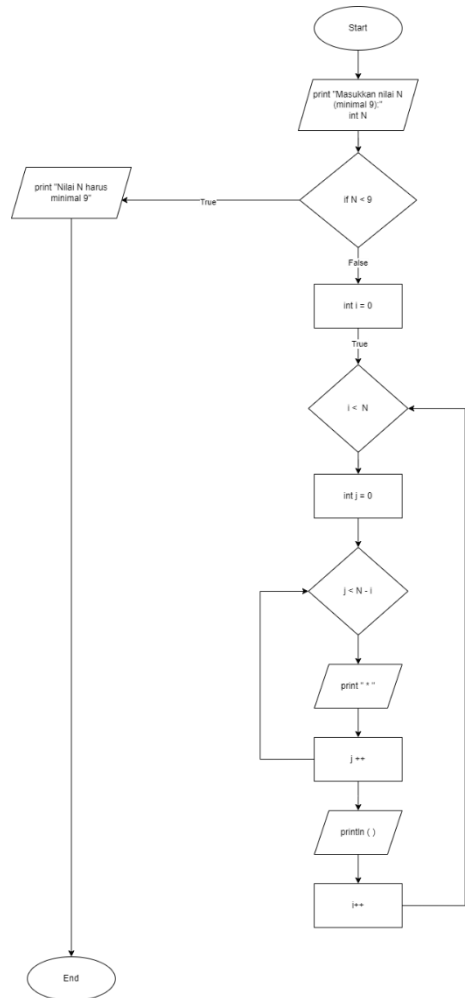 Start
print "Masukkan nilai N
(minimal 9):"
int N
print "Nilai N harus
minimal 9"
True
if N < 9
False
int i = 0
True
i < N
int j = 0
j < N - i
print " * "
j ++
println ( )
i++
End